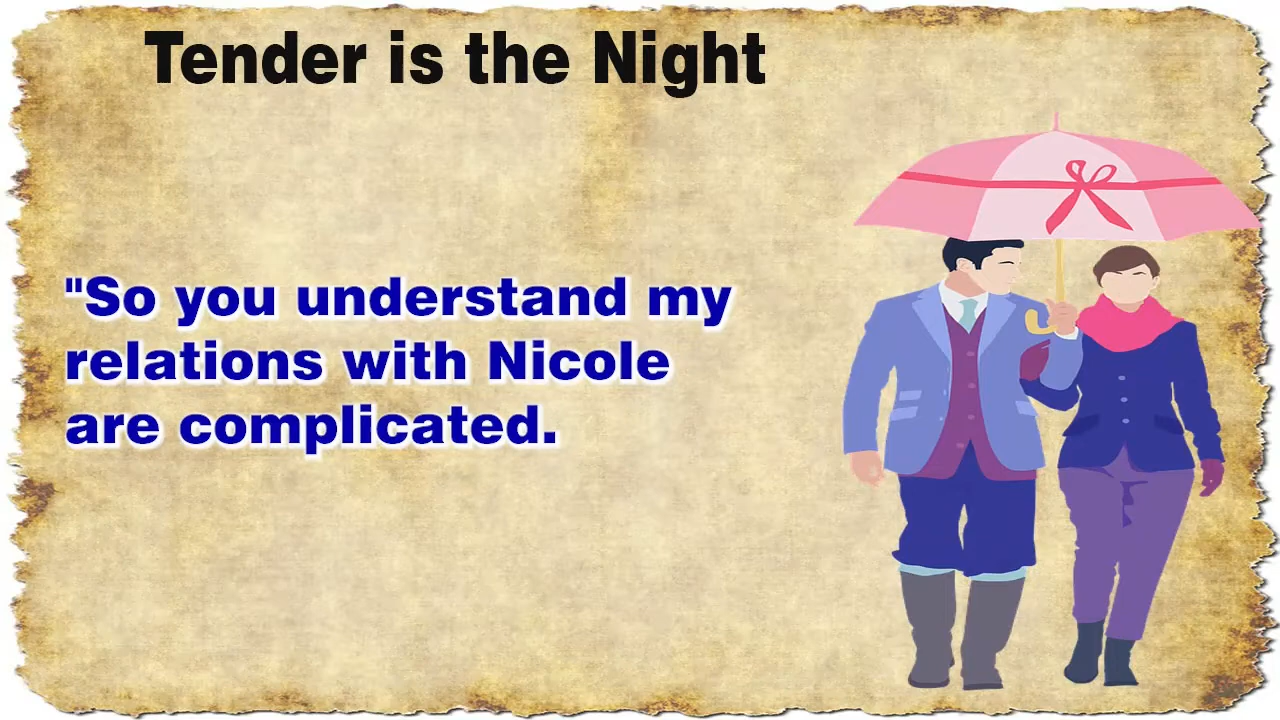 Tender is the Night
"So you understand my
relations with Nicole
are complicated.